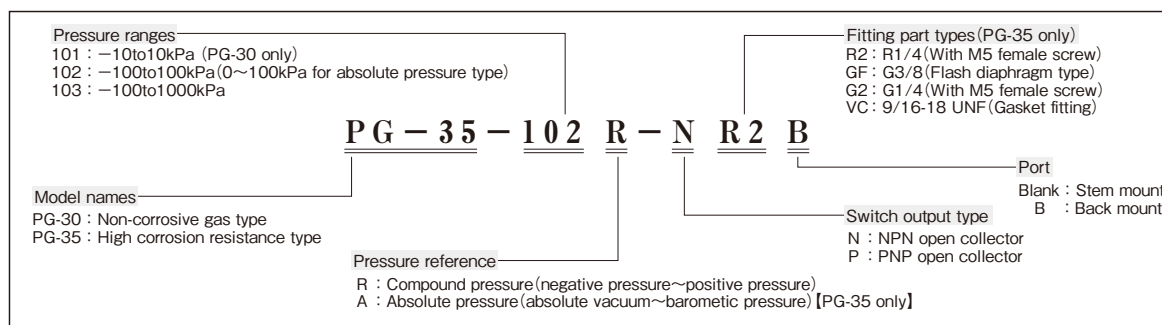 Pressure ranges
101：−10to10kPa (PG-30 only)
102：−100to100kPa(0〜100kPa for absolute pressure type)
103：−100to1000kPa
Fitting part types(PG-35 only)
R2：R1/4(With M5 female screw)
GF：G3/8(Flash diaphragm type)
G2：G1/4(With M5 female screw)
VC：9/16-18 UNF(Gasket fitting)
PG－35－102 R－N R2 B
Port
Blank：Stem mount
B：Back mount
Model names
PG-30：Non-corrosive gas type
PG-35：High corrosion resistance type
Switch output type
N：NPN open collector
P：PNP open collector
Pressure reference
R：Compound pressure(negative pressure〜positive pressure)
A：Absolute pressure(absolute vacuum〜barometic pressure)【PG-35 only】